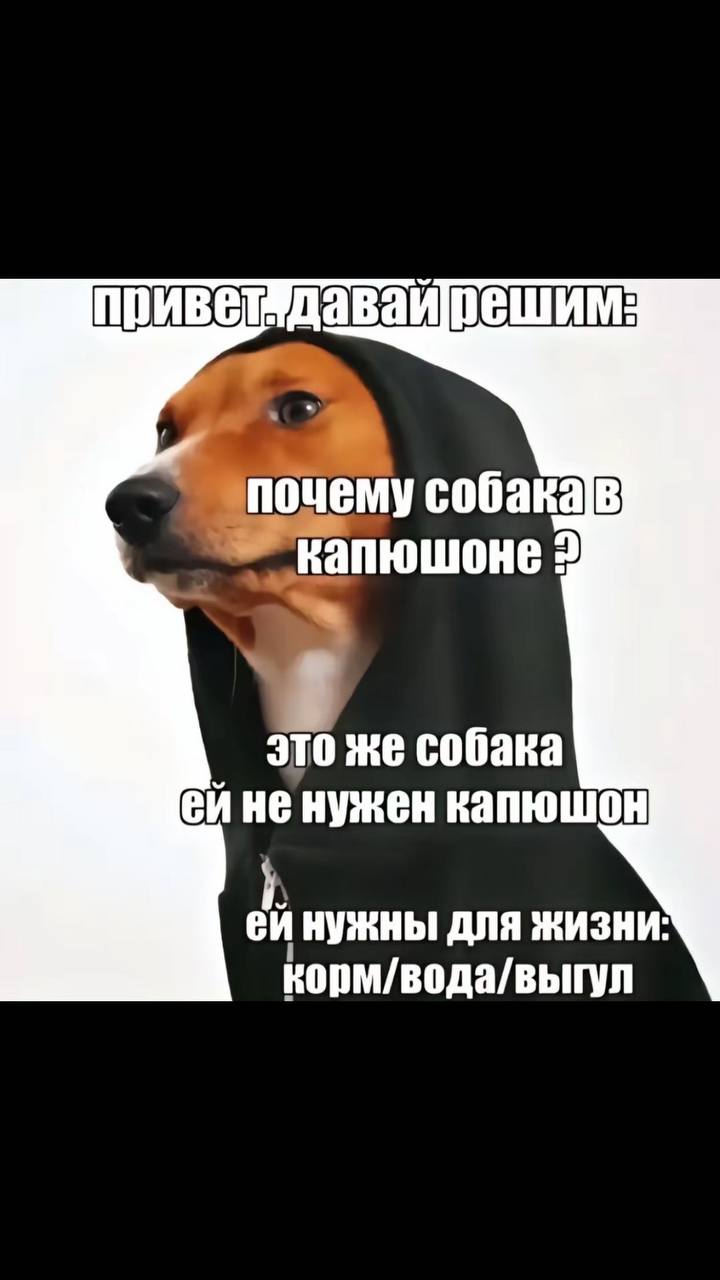 привет. давай решим:
почему собака в
капюшоне ?
это же собака
ей не нужен капюшон
ей нужны для жизни:
корм/вода/выгул